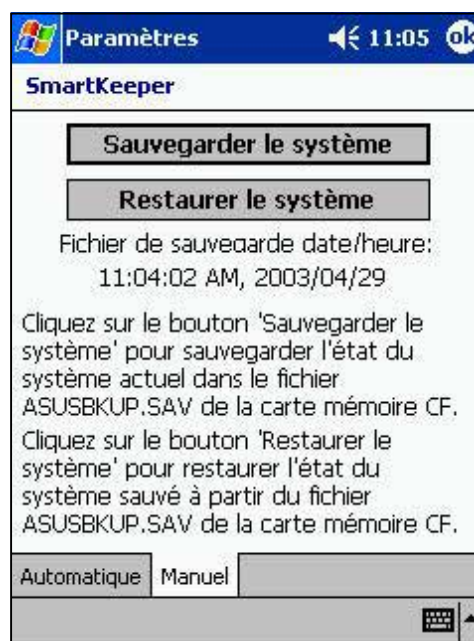 Paramètres 11:05 ok
SmartKeeper
Sauvegarder le système
Restaurer le système
Fichier de sauvegarde date/heure:
11:04:02 AM, 2003/04/29
Cliquez sur le bouton 'Sauvegarder le
système' pour sauvegarder l'état du
système actuel dans le fichier
ASUSBKUP.SAV de la carte mémoire CF.
Cliquez sur le bouton 'Restaurer le
système' pour restaurer l'état du
système sauvé à partir du fichier
ASUSBKUP.SAV de la carte mémoire CF.
Automatique Manuel